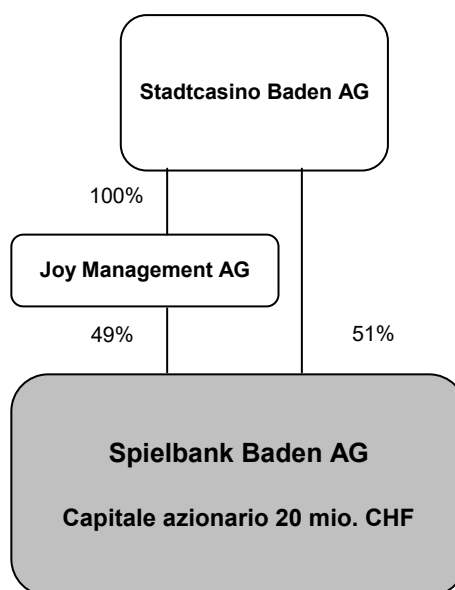 Stadtcasino Baden AG
100%
Joy Management AG
49%
51%
Spielbank Baden AG
Capitale azionario 20 mio. CHF